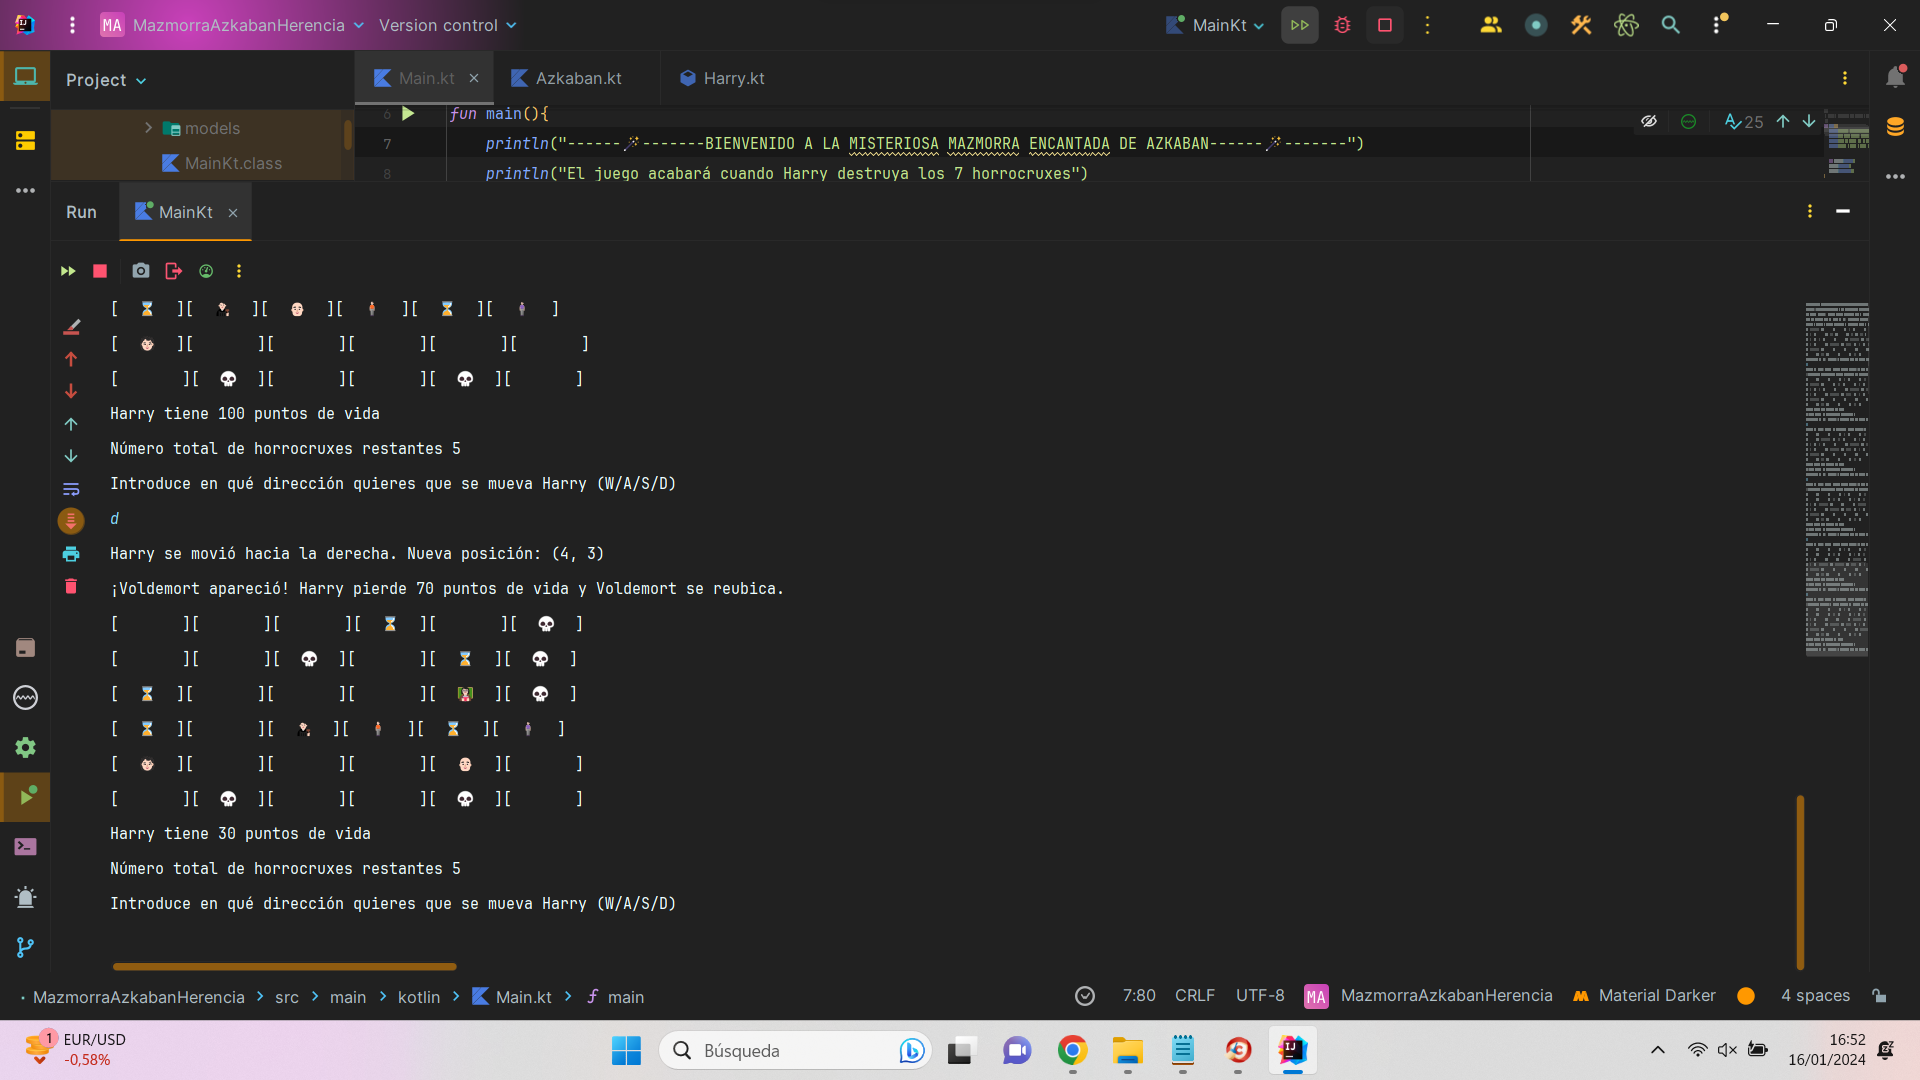 MA MazmorraAzkabanHerencia Version control MainKt
Project
Main.kt Azkaban.kt Harry.kt
models
MainKt.class
6 fun main(){
7 println("------🪄-------BIENVENIDO A LA MISTERIOSA MAZMORRA ENCANTADA DE AZKABAN------🪄-------")
8 println("El juego acabará cuando Harry destruya los 7 horrocruxes")
25
Run MainKt
[ ⌛ ][ ][ ][ ][ ⌛ ][ ]
[ ][ ][ ][ ][ ][ ]
[ ][ 💀 ][ ][ ][ 💀 ][ ]
Harry tiene 100 puntos de vida
Número total de horrocruxes restantes 5
Introduce en qué dirección quieres que se mueva Harry (W/A/S/D)
d
Harry se movió hacia la derecha. Nueva posición: (4, 3)
¡Voldemort apareció! Harry pierde 70 puntos de vida y Voldemort se reubica.
[ ][ ][ ][ ⌛ ][ ][ 💀 ]
[ ][ ][ 💀 ][ ][ ⌛ ][ 💀 ]
[ ⌛ ][ ][ ][ ][ ][ 💀 ]
[ ⌛ ][ ][ ][ ][ ⌛ ][ ]
[ ][ ][ ][ ][ ][ ]
[ ][ 💀 ][ ][ ][ 💀 ][ ]
Harry tiene 30 puntos de vida
Número total de horrocruxes restantes 5
Introduce en qué dirección quieres que se mueva Harry (W/A/S/D)
MazmorraAzkabanHerencia > src > main > kotlin > Main.kt > main
7:80 CRLF UTF-8 MA MazmorraAzkabanHerencia Material Darker 4 spaces
1 EUR/USD
-0,58%
Búsqueda
16:52
16/01/2024